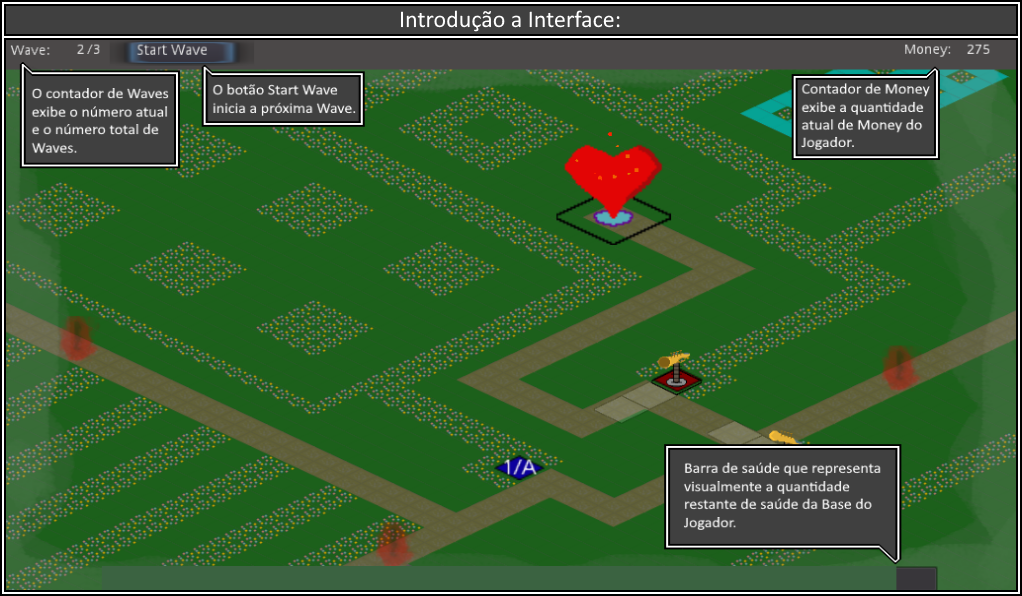 Introdução a Interface:
Wave: 2/3 Start Wave Money: 275
O contador de Waves
exibe o número atual
e o número total de
Waves.
O botão Start Wave
inicia a próxima Wave.
Contador de Money
exibe a quantidade
atual de Money do
Jogador.
1/A
Barra de saúde que representa
visualmente a quantidade
restante de saúde da Base do
Jogador.